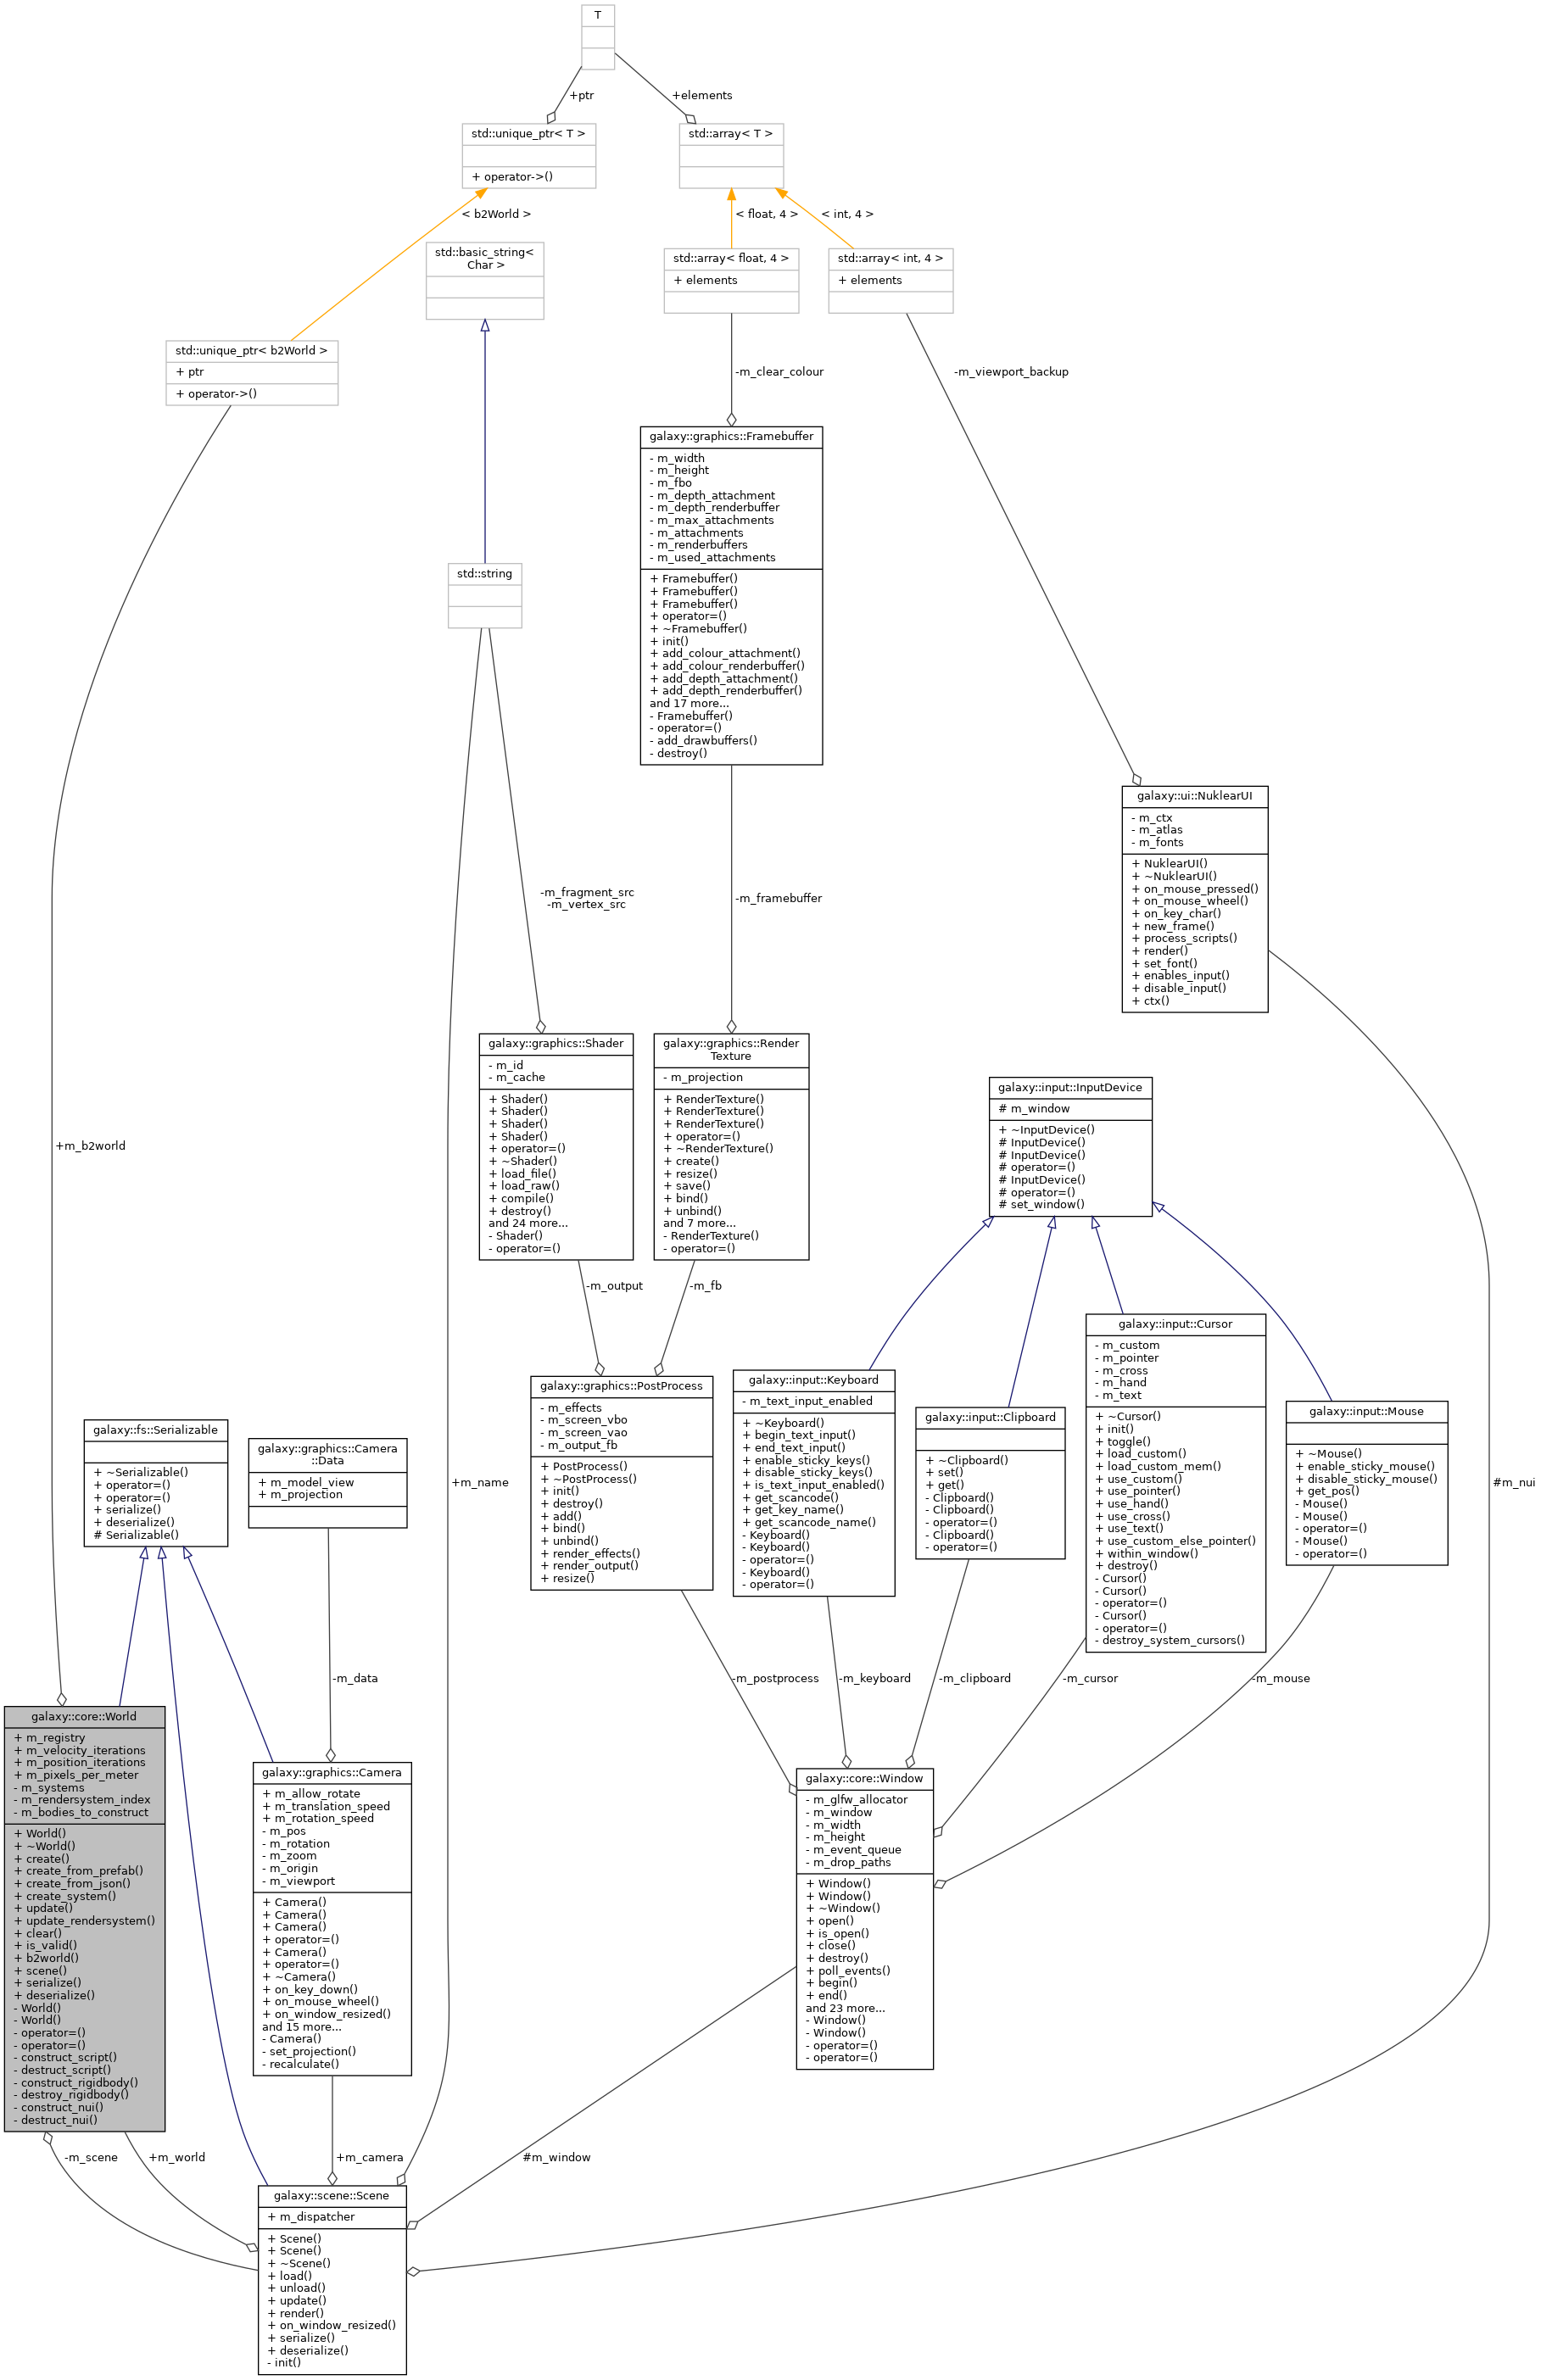 T
+ptr
+elements
std::unique_ptr< T >
+ operator->()
std::array< T >
< b2World >
< float, 4 >
< int, 4 >
std::basic_string<
Char >
std::array< float, 4 >
+ elements
std::array< int, 4 >
+ elements
std::unique_ptr< b2World >
+ ptr
+ operator->()
-m_clear_colour
-m_viewport_backup
galaxy::graphics::Framebuffer
- m_width
- m_height
- m_fbo
- m_depth_attachment
- m_depth_renderbuffer
- m_max_attachments
- m_attachments
- m_renderbuffers
- m_used_attachments
+ Framebuffer()
+ Framebuffer()
+ Framebuffer()
+ operator=()
+ ~Framebuffer()
+ init()
+ add_colour_attachment()
+ add_colour_renderbuffer()
+ add_depth_attachment()
+ add_depth_renderbuffer()
and 17 more...
- Framebuffer()
- operator=()
- add_drawbuffers()
- destroy()
std::string
galaxy::ui::NuklearUI
- m_ctx
- m_atlas
- m_fonts
+ NuklearUI()
+ ~NuklearUI()
+ on_mouse_pressed()
+ on_mouse_wheel()
+ on_key_char()
+ new_frame()
+ process_scripts()
+ render()
+ set_font()
+ enables_input()
+ disable_input()
+ ctx()
-m_fragment_src
-m_vertex_src
-m_framebuffer
galaxy::graphics::Shader
- m_id
- m_cache
+ Shader()
+ Shader()
+ Shader()
+ Shader()
+ operator=()
+ ~Shader()
+ load_file()
+ load_raw()
+ compile()
+ destroy()
and 24 more...
- Shader()
- operator=()
galaxy::graphics::Render
Texture
- m_projection
+ RenderTexture()
+ RenderTexture()
+ RenderTexture()
+ operator=()
+ ~RenderTexture()
+ create()
+ resize()
+ save()
+ bind()
+ unbind()
and 7 more...
- RenderTexture()
- operator=()
galaxy::input::InputDevice
# m_window
+ ~InputDevice()
# InputDevice()
# InputDevice()
# operator=()
# InputDevice()
# operator=()
# set_window()
+m_b2world
-m_output
-m_fb
galaxy::graphics::PostProcess
- m_effects
- m_screen_vbo
- m_screen_vao
- m_output_fb
+ PostProcess()
+ ~PostProcess()
+ init()
+ destroy()
+ add()
+ bind()
+ unbind()
+ render_effects()
+ render_output()
+ resize()
galaxy::input::Keyboard
- m_text_input_enabled
+ ~Keyboard()
+ begin_text_input()
+ end_text_input()
+ enable_sticky_keys()
+ disable_sticky_keys()
+ is_text_input_enabled()
+ get_scancode()
+ get_key_name()
+ get_scancode_name()
- Keyboard()
- Keyboard()
- operator=()
- Keyboard()
- operator=()
galaxy::input::Clipboard
+ ~Clipboard()
+ set()
+ get()
- Clipboard()
- Clipboard()
- operator=()
- Clipboard()
- operator=()
galaxy::input::Cursor
- m_custom
- m_pointer
- m_cross
- m_hand
- m_text
+ ~Cursor()
+ init()
+ toggle()
+ load_custom()
+ load_custom_mem()
+ use_custom()
+ use_pointer()
+ use_hand()
+ use_cross()
+ use_text()
+ use_custom_else_pointer()
+ within_window()
+ destroy()
- Cursor()
- Cursor()
- operator=()
- Cursor()
- operator=()
- destroy_system_cursors()
galaxy::input::Mouse
+ ~Mouse()
+ enable_sticky_mouse()
+ disable_sticky_mouse()
+ get_pos()
- Mouse()
- Mouse()
- operator=()
- Mouse()
- operator=()
galaxy::fs::Serializable
+ ~Serializable()
+ operator=()
+ operator=()
+ serialize()
+ deserialize()
# Serializable()
galaxy::graphics::Camera
::Data
+ m_model_view
+ m_projection
+m_name
#m_nui
-m_data
-m_postprocess
-m_keyboard
-m_clipboard
-m_cursor
-m_mouse
galaxy::core::World
+ m_registry
+ m_velocity_iterations
+ m_position_iterations
+ m_pixels_per_meter
- m_systems
- m_rendersystem_index
- m_bodies_to_construct
+ World()
+ ~World()
+ create()
+ create_from_prefab()
+ create_from_json()
+ create_system()
+ update()
+ update_rendersystem()
+ clear()
+ is_valid()
+ b2world()
+ scene()
+ serialize()
+ deserialize()
- World()
- World()
- operator=()
- operator=()
- construct_script()
- destruct_script()
- construct_rigidbody()
- destroy_rigidbody()
- construct_nui()
- destruct_nui()
galaxy::graphics::Camera
+ m_allow_rotate
+ m_translation_speed
+ m_rotation_speed
- m_pos
- m_rotation
- m_zoom
- m_origin
- m_viewport
+ Camera()
+ Camera()
+ Camera()
+ operator=()
+ Camera()
+ operator=()
+ ~Camera()
+ on_key_down()
+ on_mouse_wheel()
+ on_window_resized()
and 15 more...
- Camera()
- set_projection()
- recalculate()
galaxy::core::Window
- m_glfw_allocator
- m_window
- m_width
- m_height
- m_event_queue
- m_drop_paths
+ Window()
+ Window()
+ ~Window()
+ open()
+ is_open()
+ close()
+ destroy()
+ poll_events()
+ begin()
+ end()
and 23 more...
- Window()
- Window()
- operator=()
- operator=()
-m_scene
+m_world
+m_camera
#m_window
galaxy::scene::Scene
+ m_dispatcher
+ Scene()
+ Scene()
+ ~Scene()
+ load()
+ unload()
+ update()
+ render()
+ on_window_resized()
+ serialize()
+ deserialize()
- init()